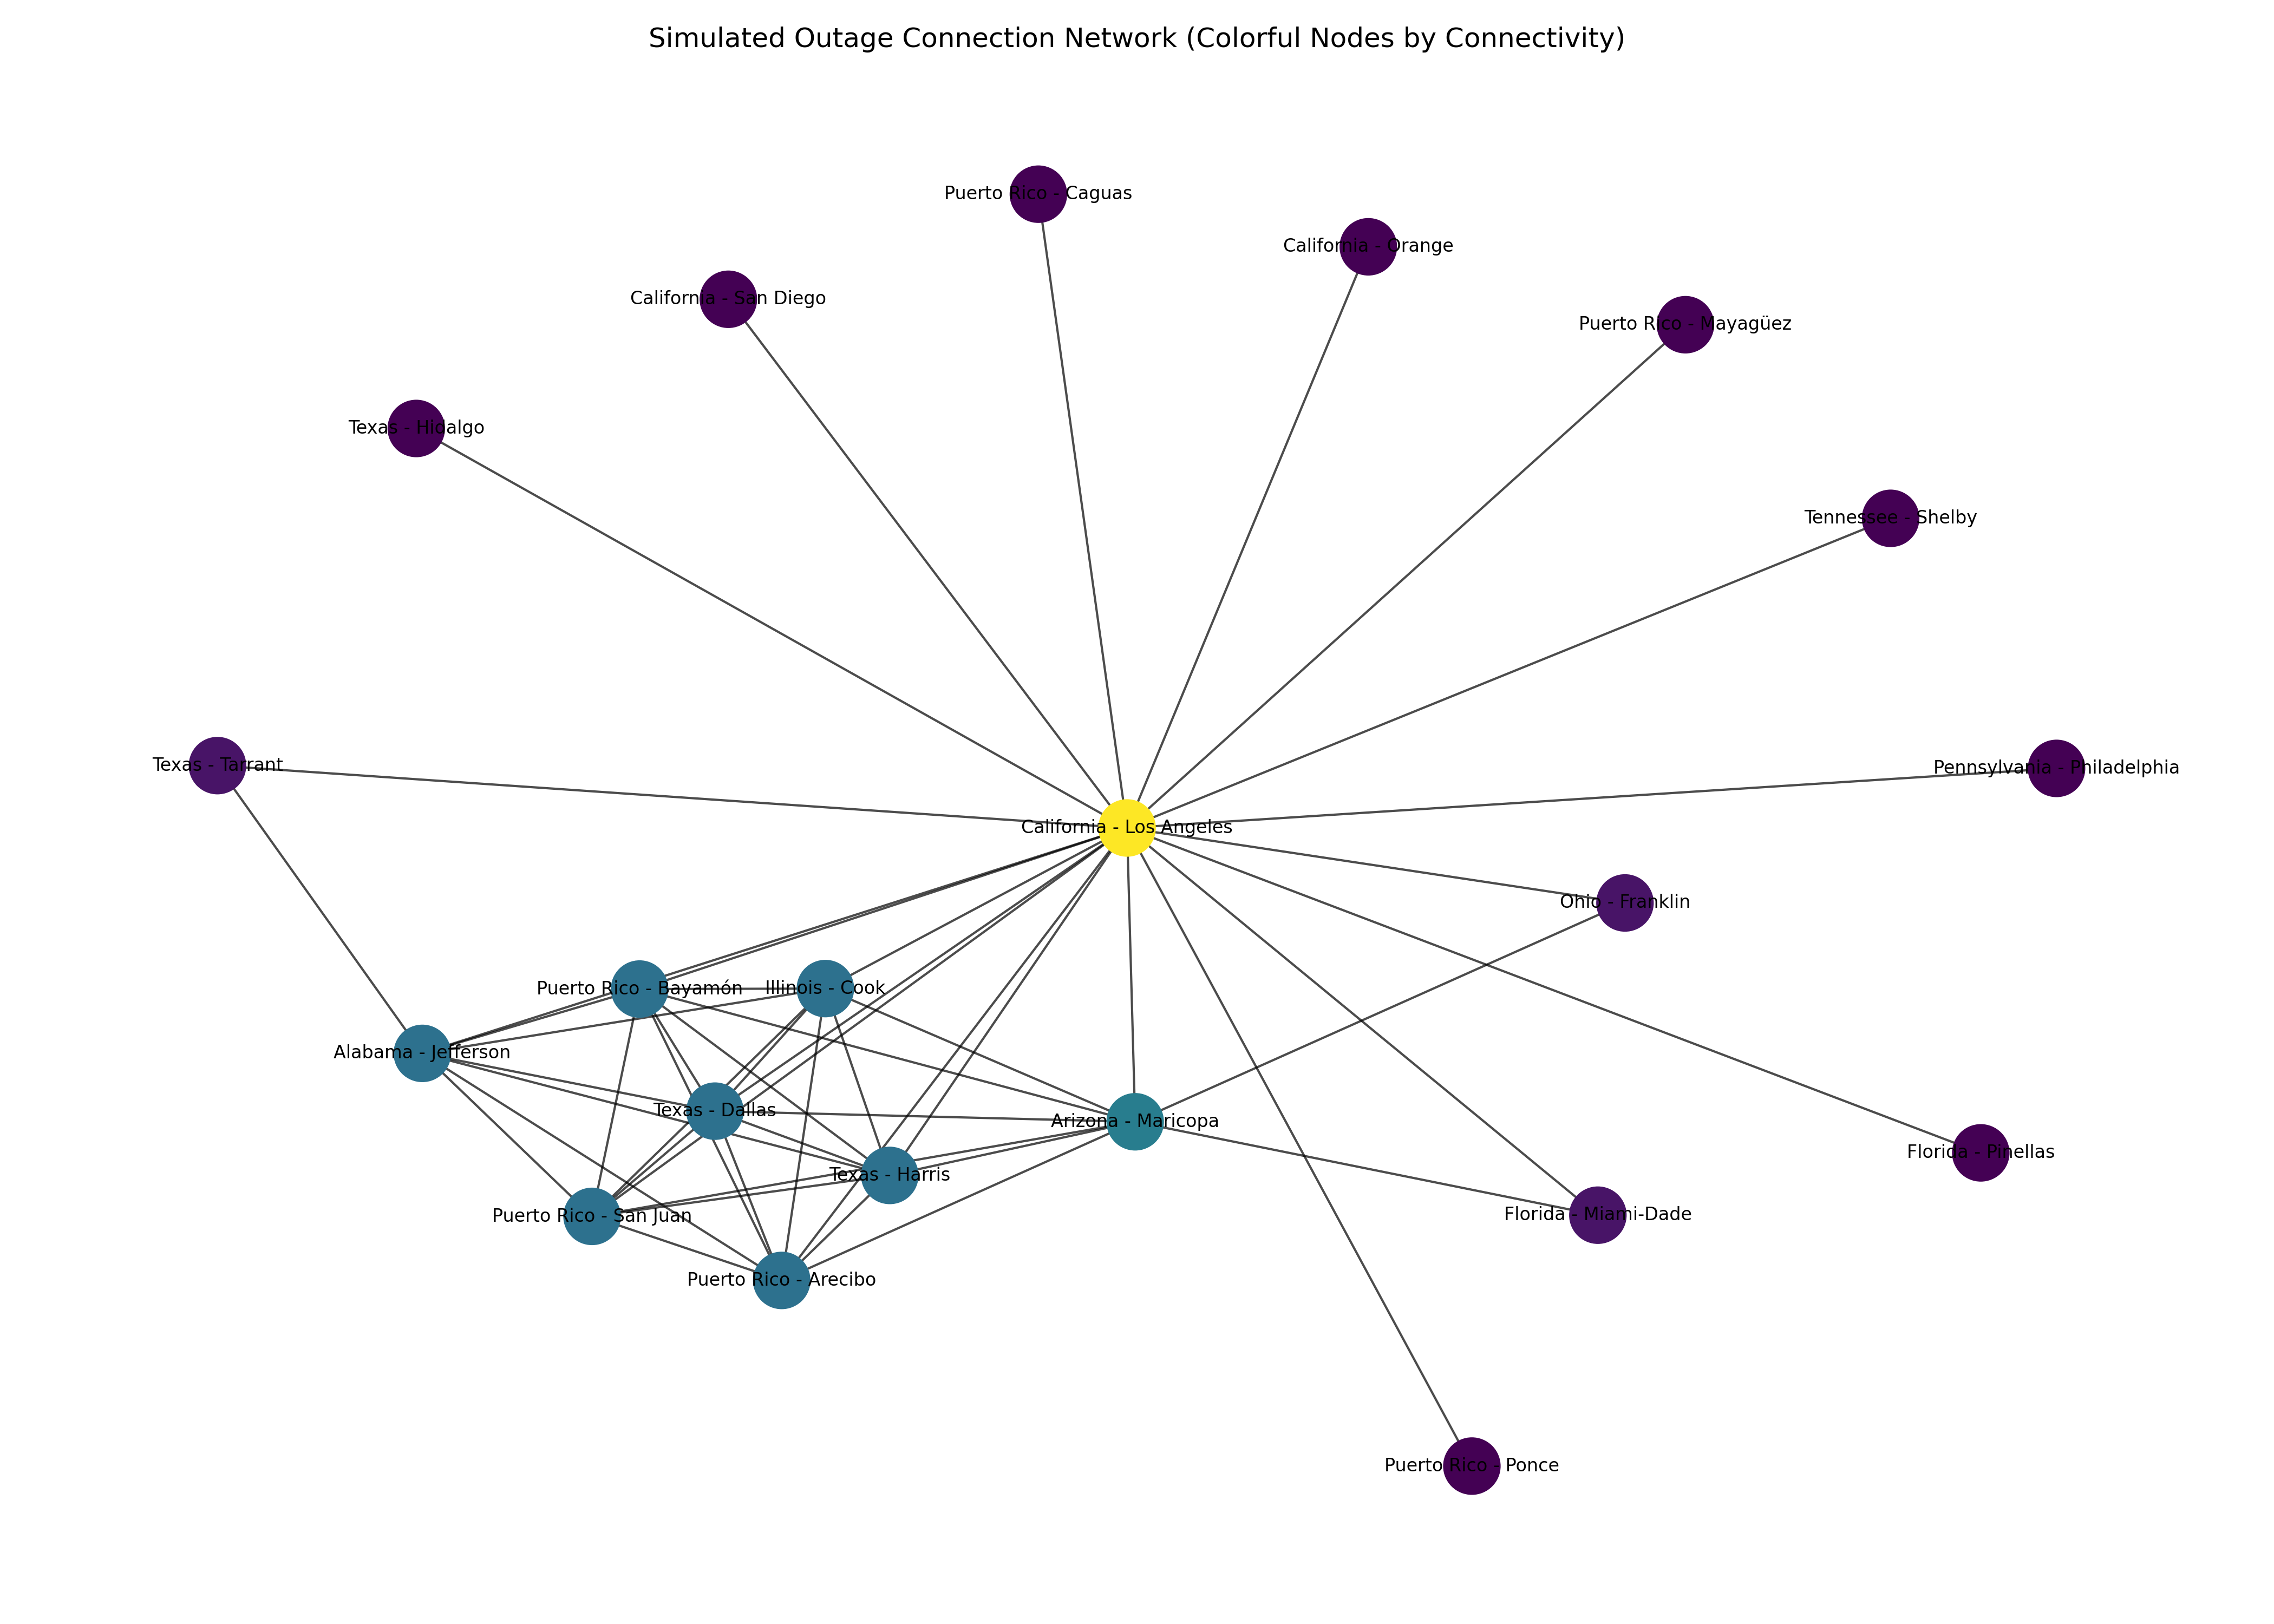 Simulated Outage Connection Network (Colorful Nodes by Connectivity)
Puerto Rico - Caguas
California - Orange
California - San Diego
Puerto Rico - Mayagüez
Texas - Hidalgo
Tennessee - Shelby
Texas - Tarrant
Pennsylvania - Philadelphia
California - Los Angeles
Ohio - Franklin
Puerto Rico - Bayamón
Illinois - Cook
Alabama - Jefferson
Texas - Dallas
Arizona - Maricopa
Florida - Pinellas
Texas - Harris
Puerto Rico - San Juan
Florida - Miami-Dade
Puerto Rico - Arecibo
Puerto Rico - Ponce